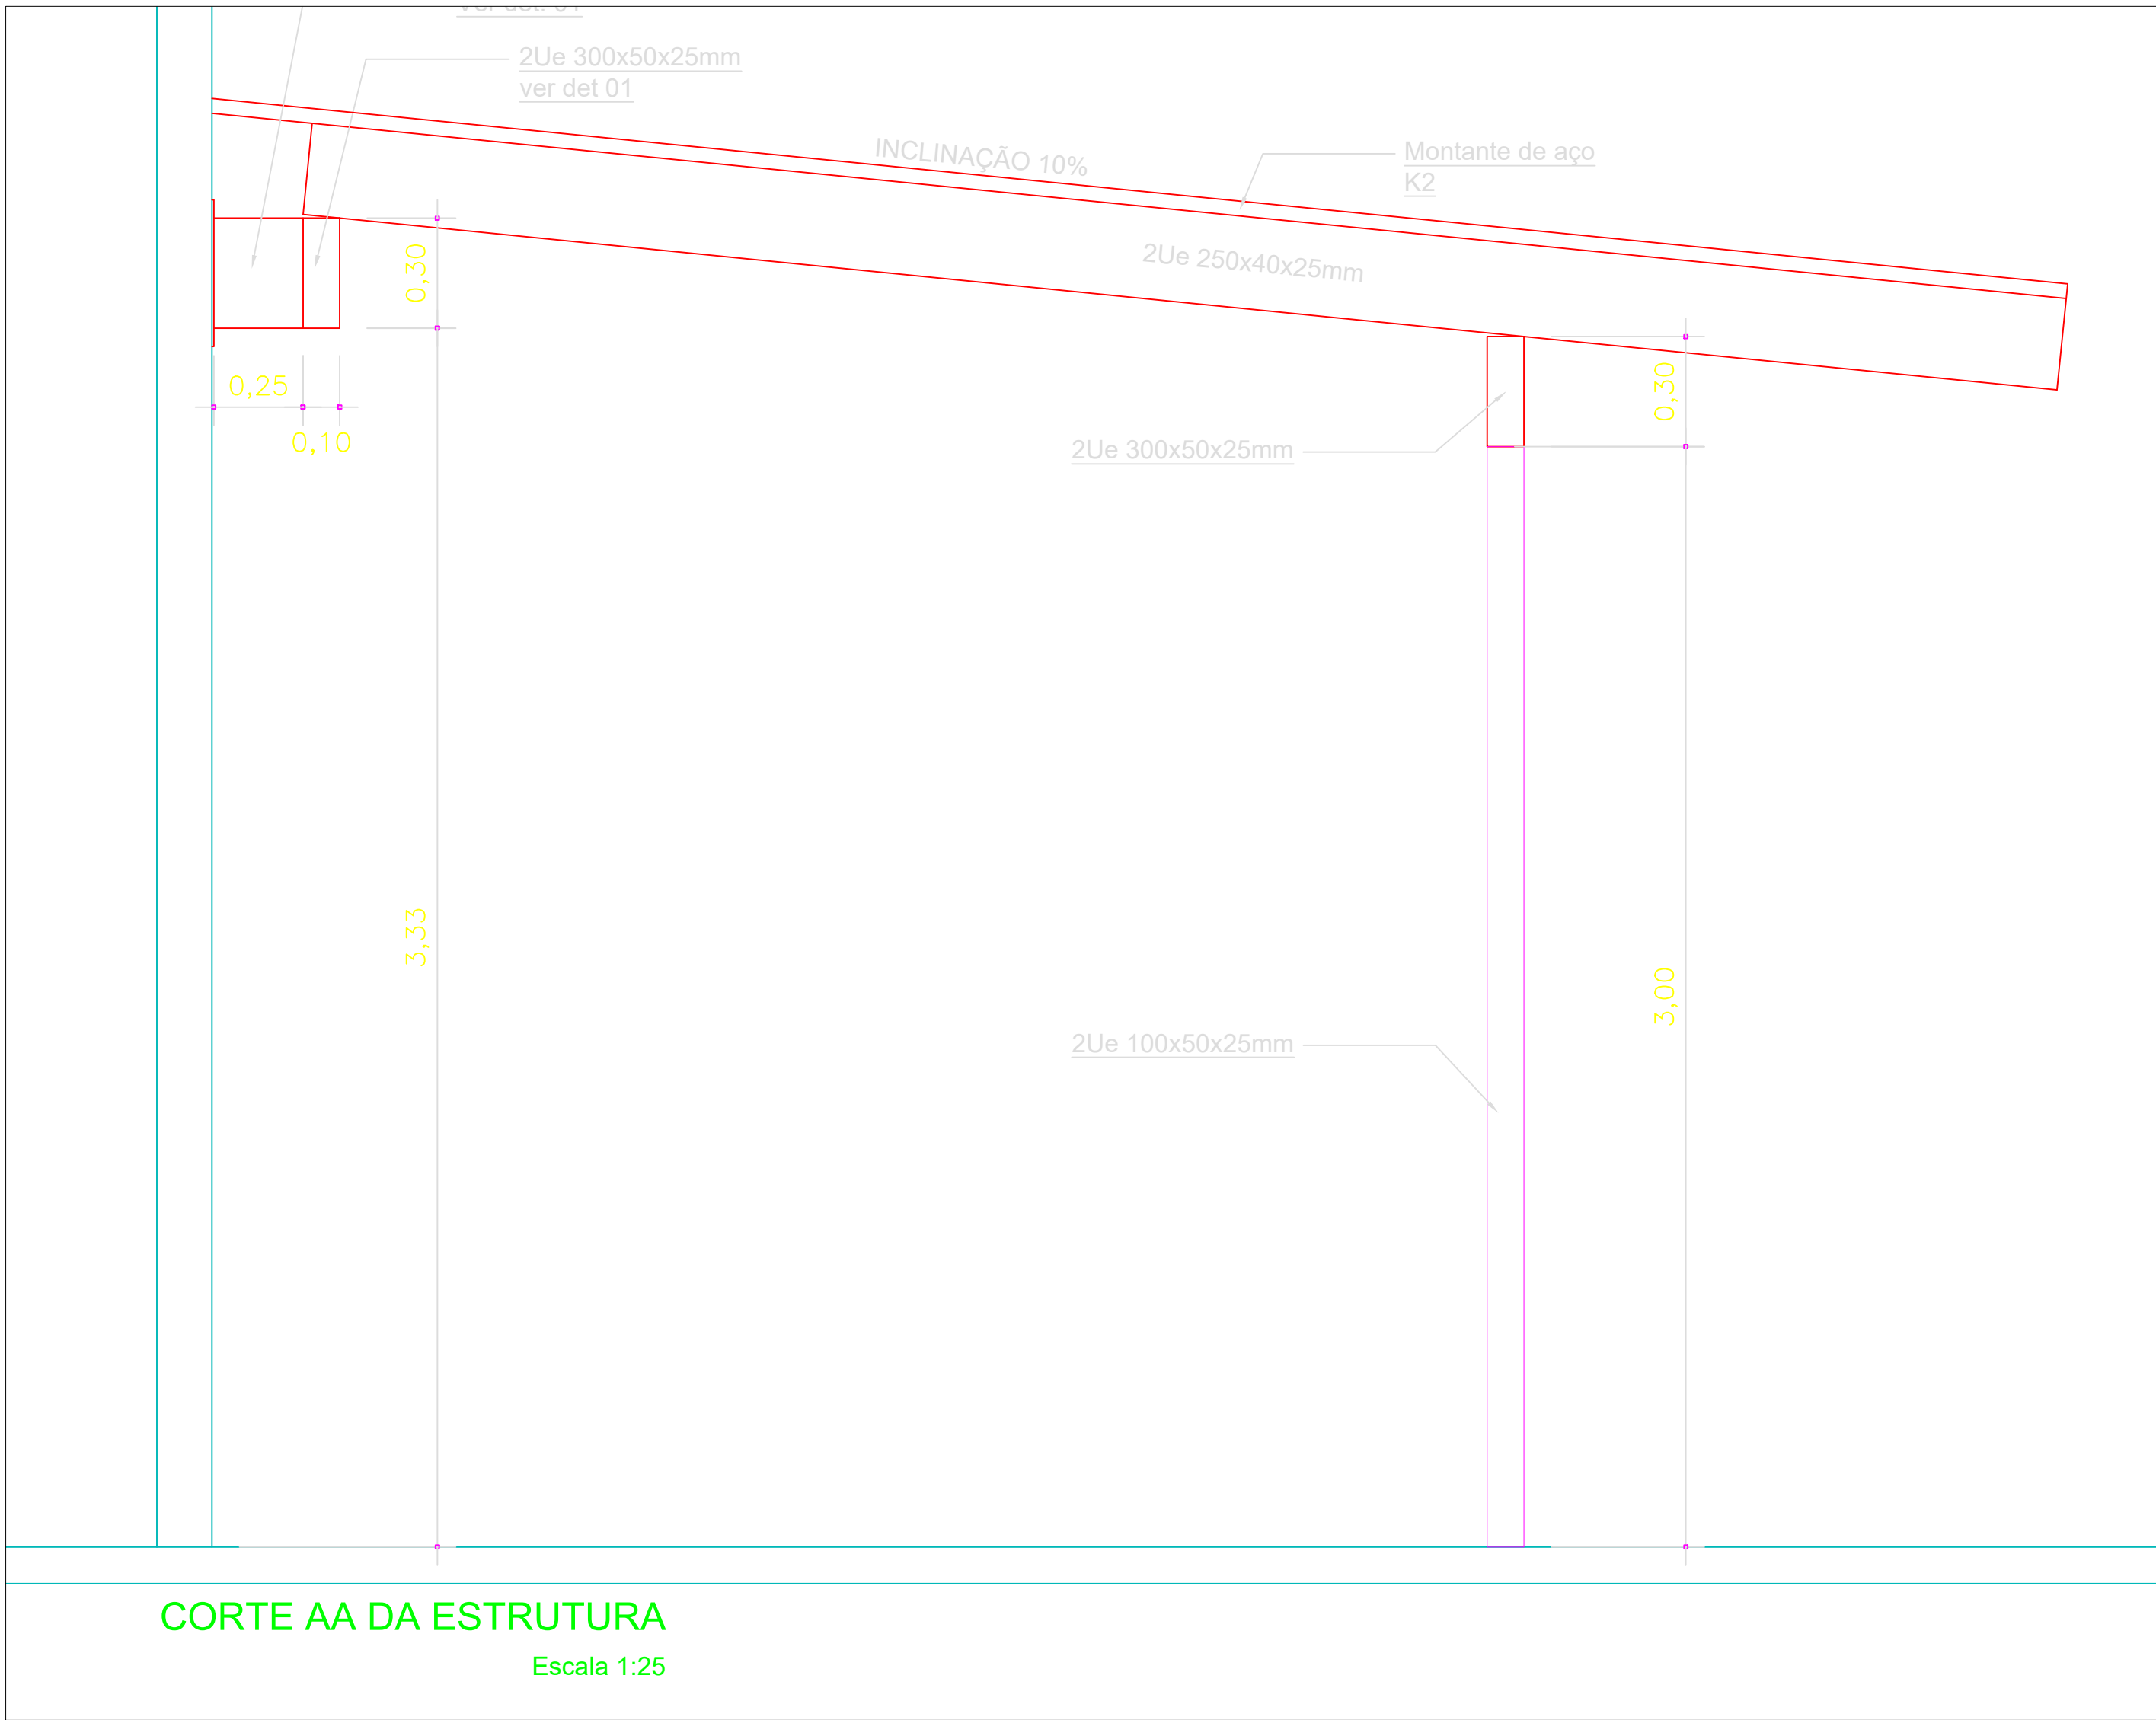 2Ue 300x50x25mm
ver det 01
INCLINAÇÃO 10%
Montante de aço
K2
2Ue 250x40x25mm
0,30
0,25
0,10
0,30
2Ue 300x50x25mm
3,33
3,00
2Ue 100x50x25mm
CORTE AA DA ESTRUTURA
Escala 1:25